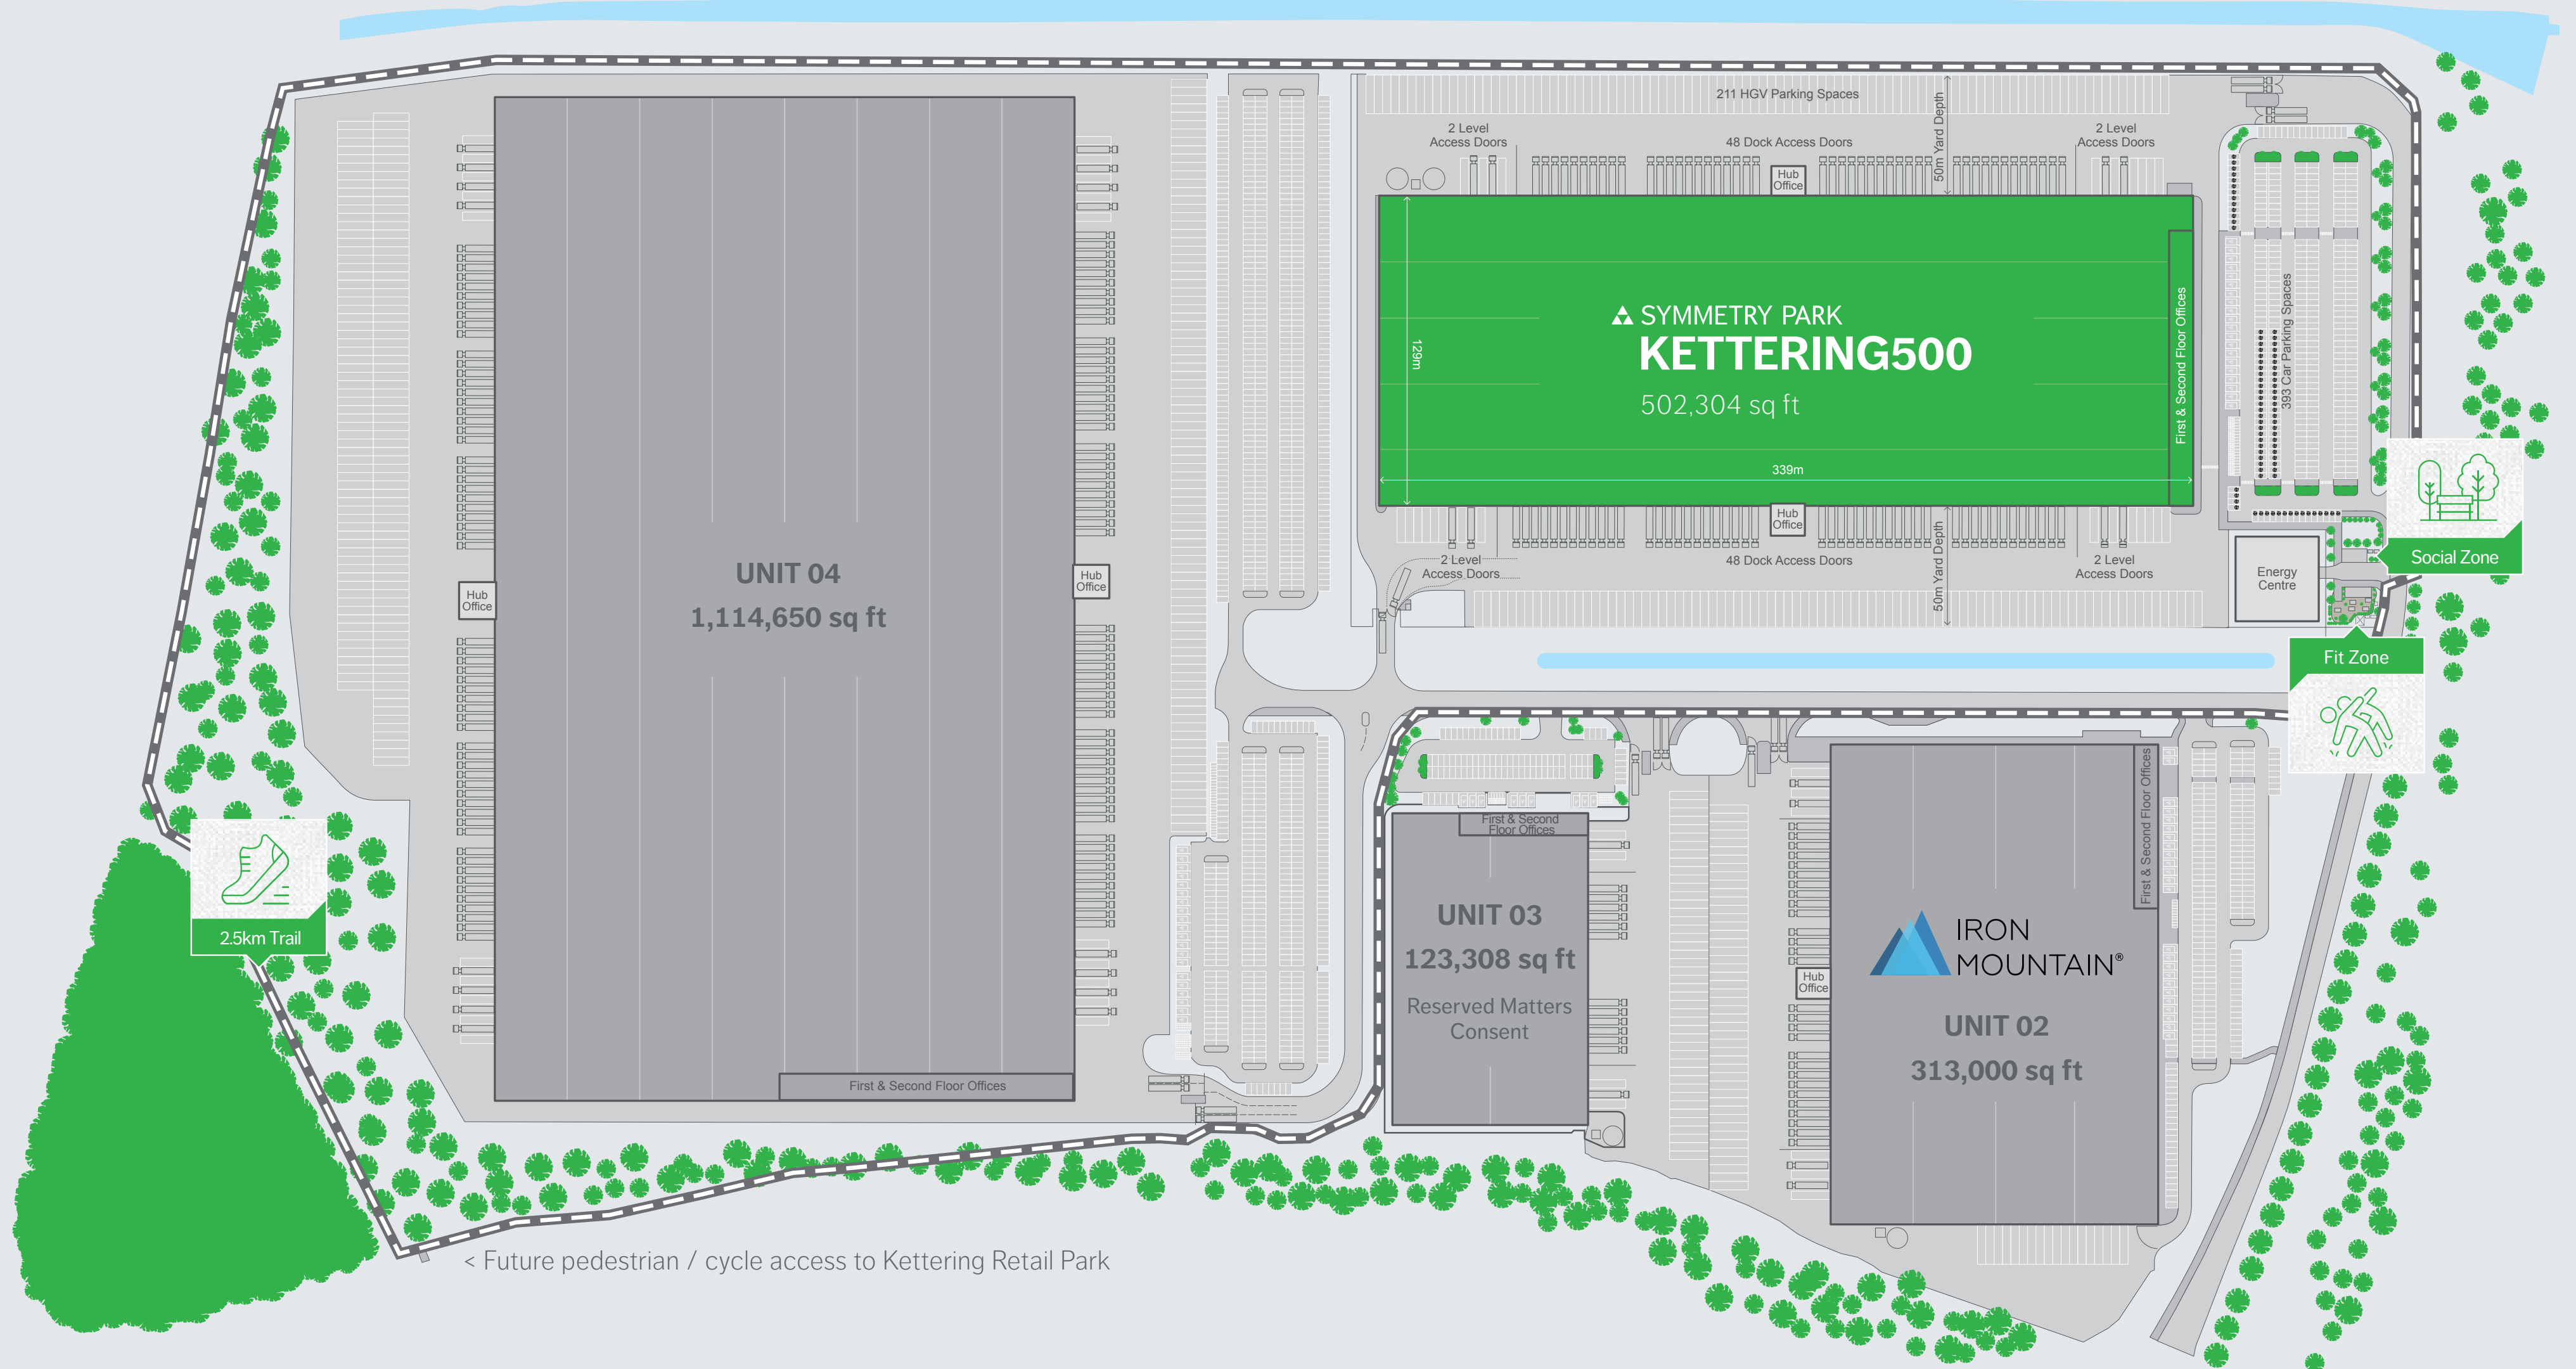 211 HGV Parking Spaces
2 Level
Access Doors
48 Dock Access Doors
50m Yard Depth
2 Level
Access Doors
Hub
Office
SYMMETRY PARK
KETTERING500
502,304 sq ft
129m
339m
First & Second Floor Offices
393 Car Parking Spaces
Hub
Office
2 Level
Access Doors
48 Dock Access Doors
50m Yard Depth
2 Level
Access Doors
Energy
Centre
Social Zone
Fit Zone
UNIT 04
1,114,650 sq ft
Hub
Office
Hub
Office
First & Second Floor Offices
2.5km Trail
First & Second
Floor Offices
UNIT 03
123,308 sq ft
Reserved Matters
Consent
First & Second Floor Offices
IRON
MOUNTAIN®
Hub
Office
UNIT 02
313,000 sq ft
< Future pedestrian / cycle access to Kettering Retail Park